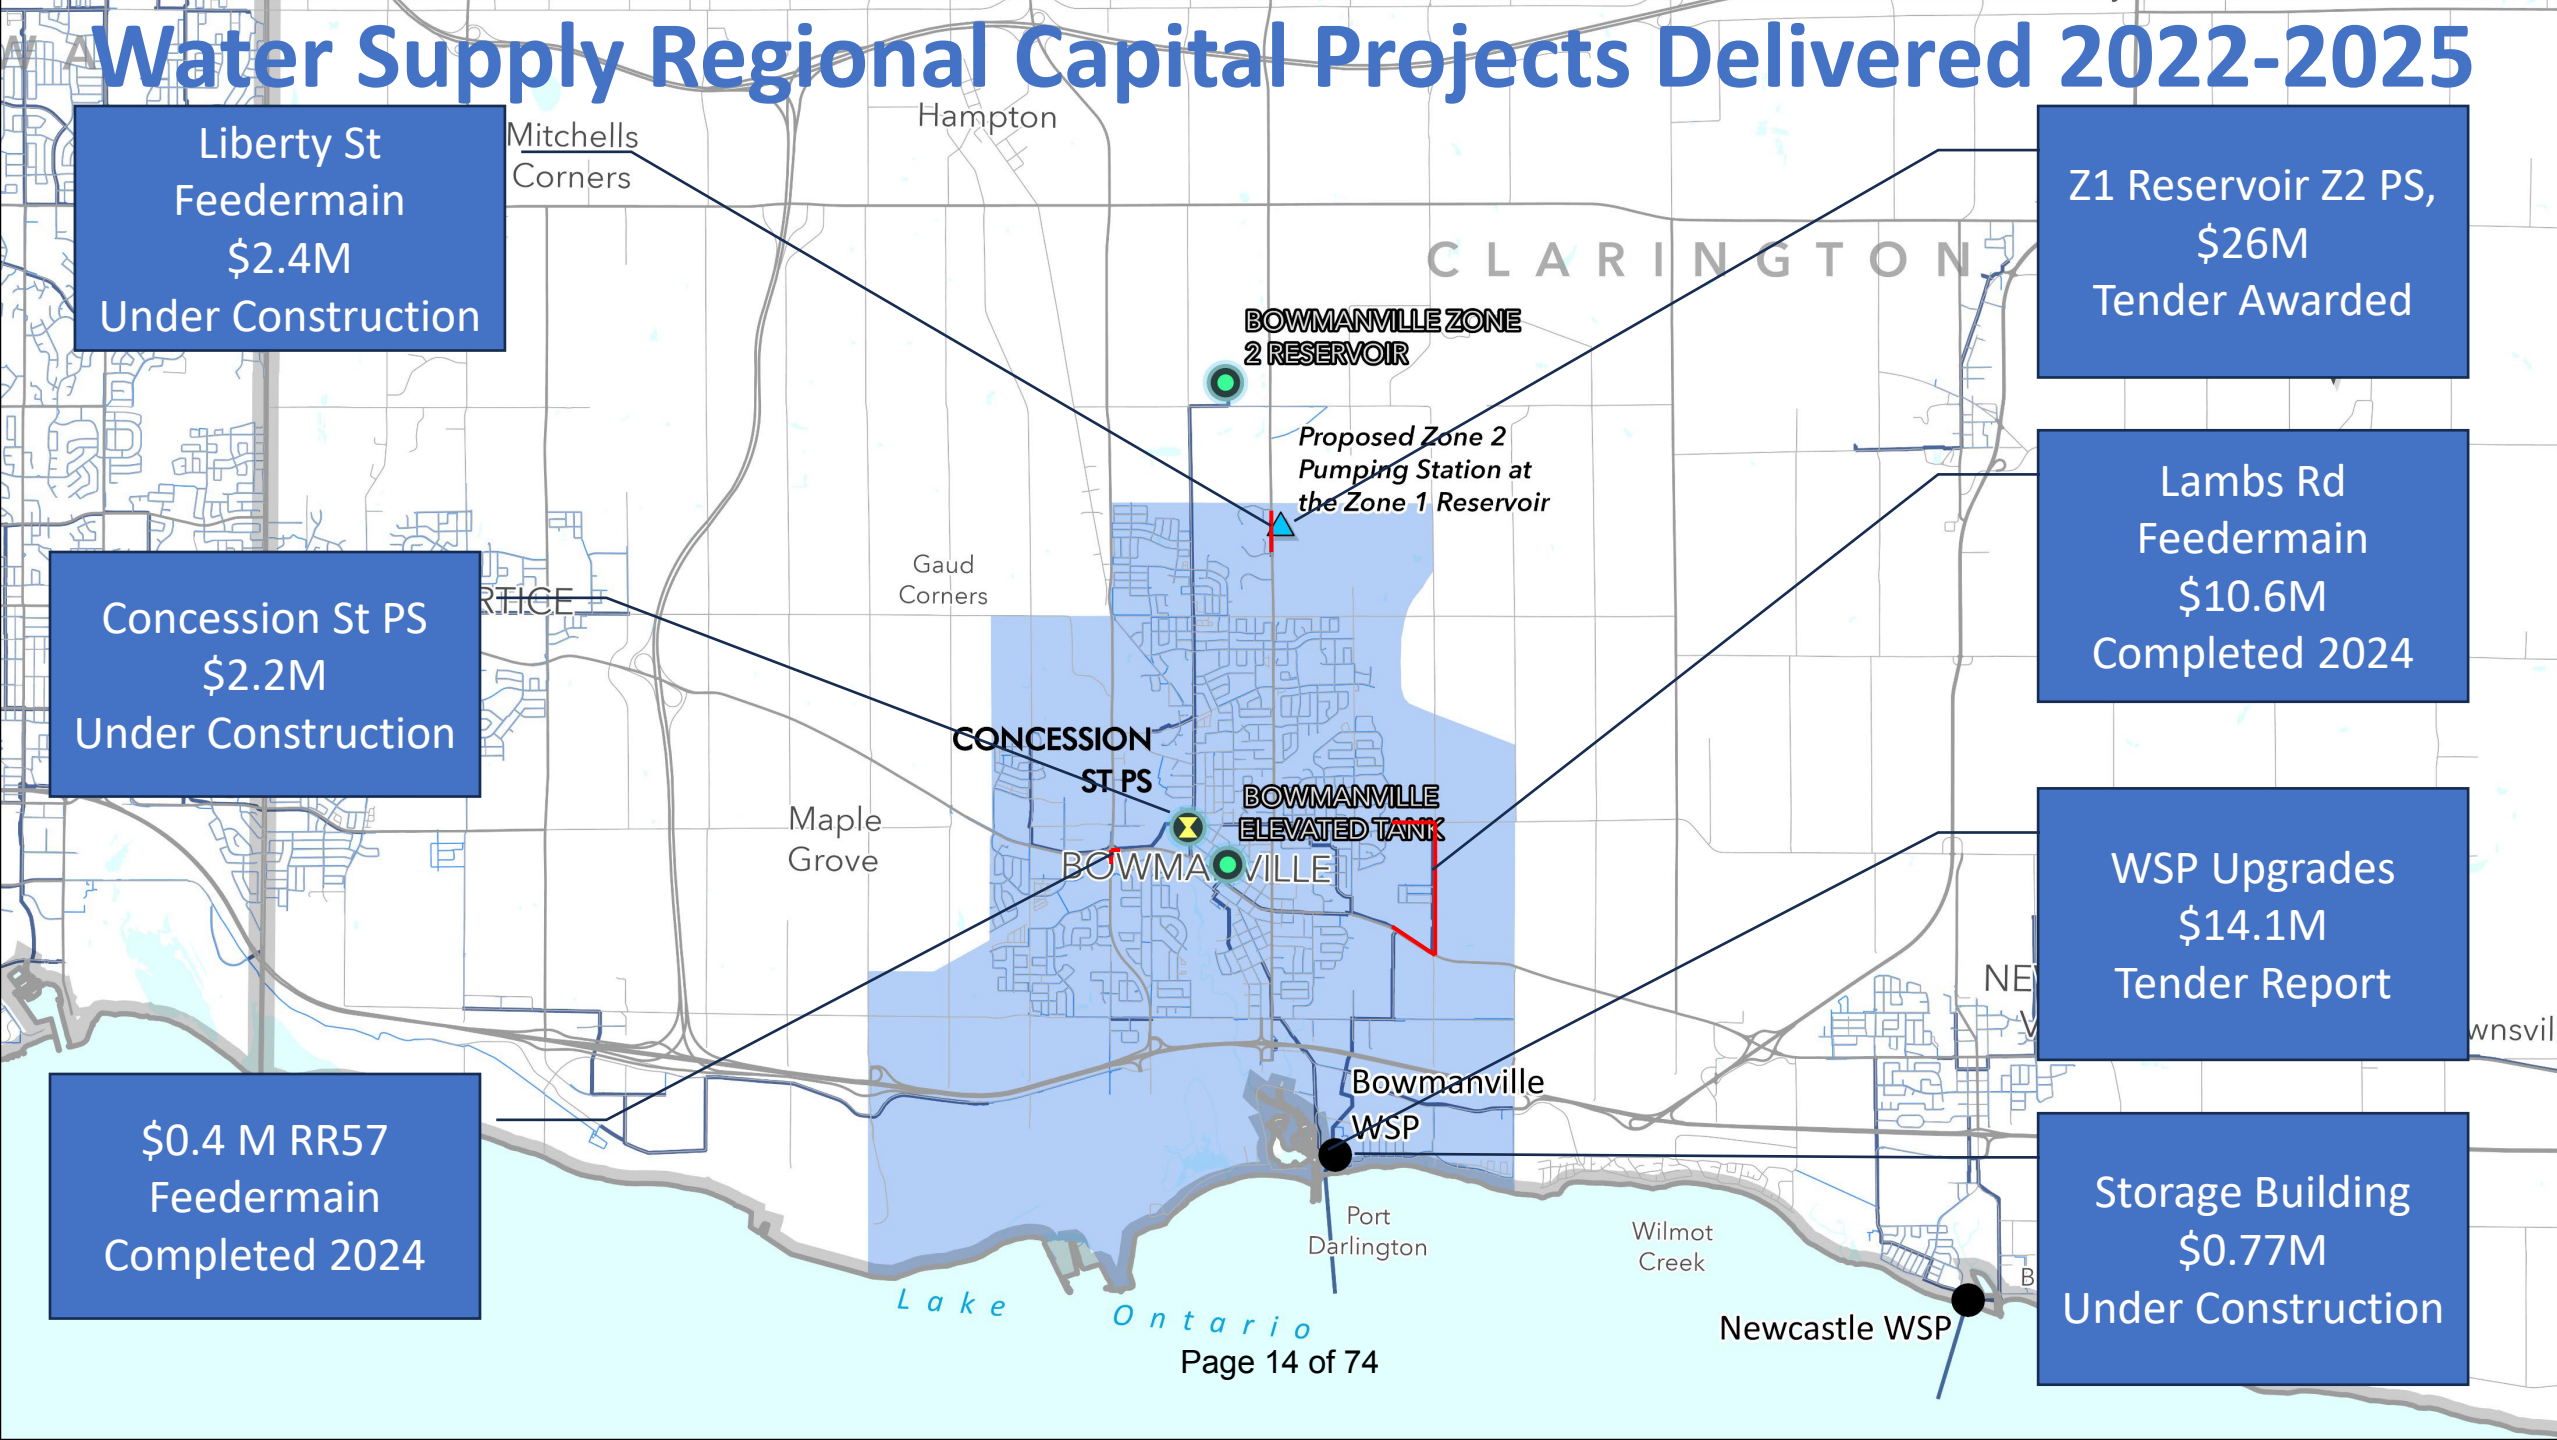 Water Supply Regional Capital Projects Delivered 2022-2025
Liberty St
Feedermain
$2.4M
Under Construction
Concession St PS
$2.2M
Under Construction
$0.4 M RR57
Feedermain
Completed 2024
Mitchells
Corners
Hampton
CLARINGTON
BOWMANVILLE ZONE
2 RESERVOIR
Proposed Zone 2
Pumping Station at
the Zone 1 Reservoir
Gaud
Corners
RTICE
CONCESSION
ST PS
Maple
Grove
BOWMANVILLE
ELEVATED TANK
BOWMA VILLE
Bowmanville
WSP
Port
Darlington
Wilmot
Creek
Lake Ontario
Newcastle WSP
NE
V
wnsvil
B
Z1 Reservoir Z2 PS,
$26M
Tender Awarded
Lambs Rd
Feedermain
$10.6M
Completed 2024
WSP Upgrades
$14.1M
Tender Report
Storage Building
$0.77M
Under Construction
Page 14 of 74